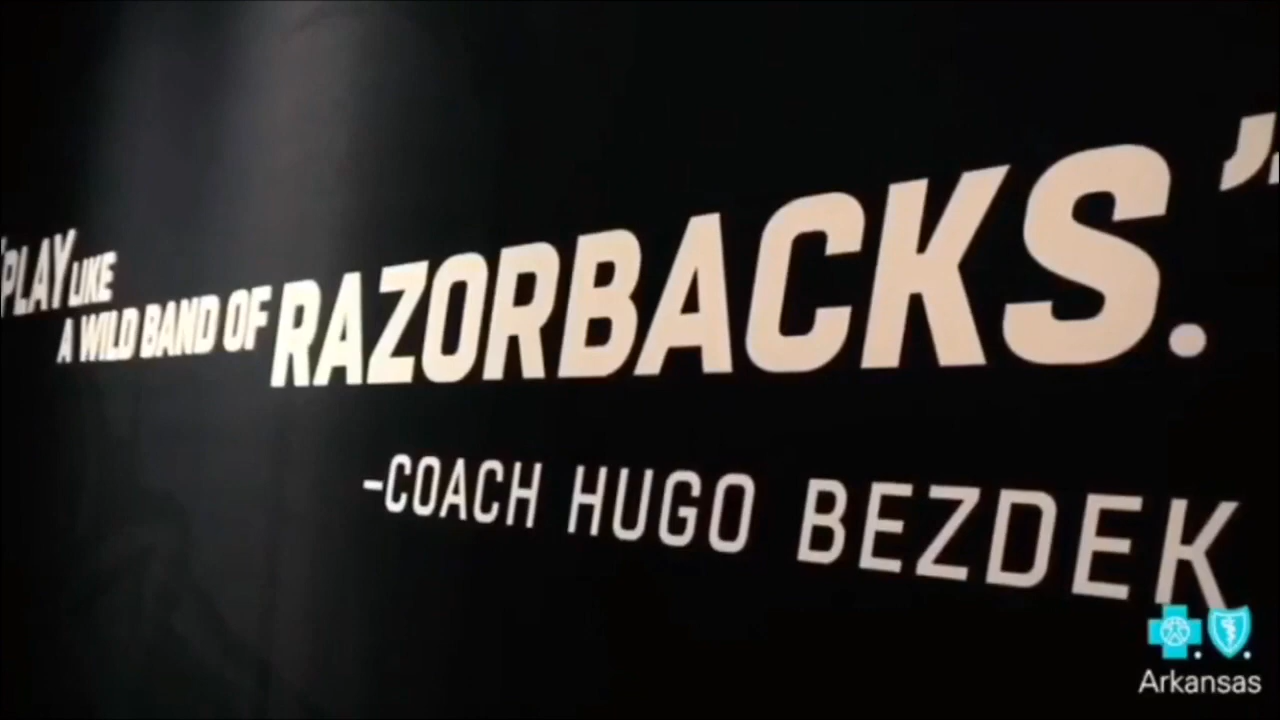 "PLAY LIKE
A WILD BAND OF RAZORBACKS."
-COACH HUGO BEZDEK
Arkansas